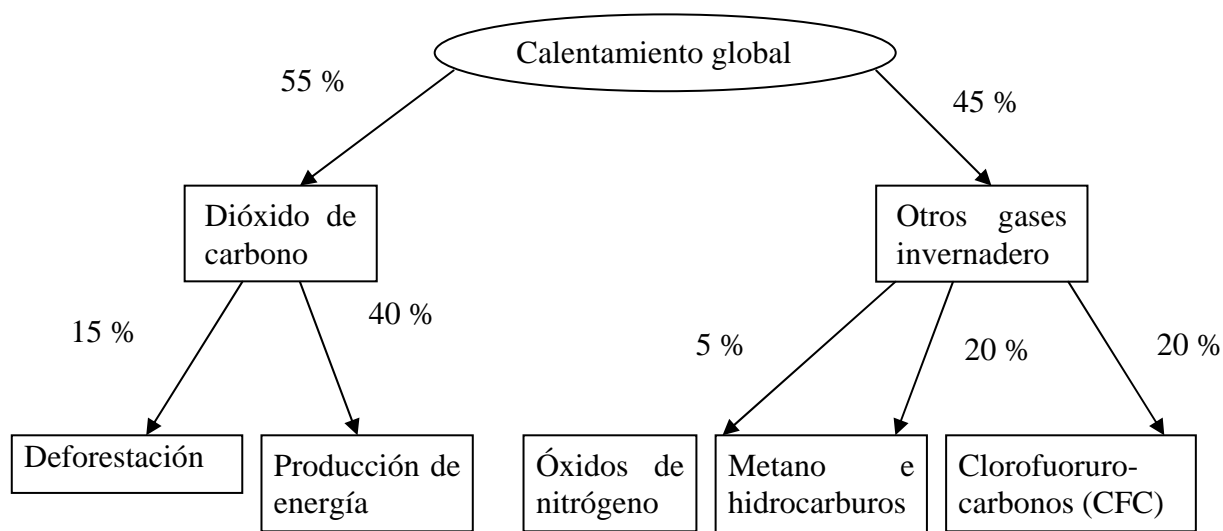 Calentamiento global
55 %
45 %
Dióxido de
carbono
Otros gases
invernadero
15 %
40 %
5 %
20 %
20 %
Deforestación
Producción de
energía
Óxidos de
nitrógeno
Metano e
hidrocarburos
Clorofuoruro-
carbonos (CFC)